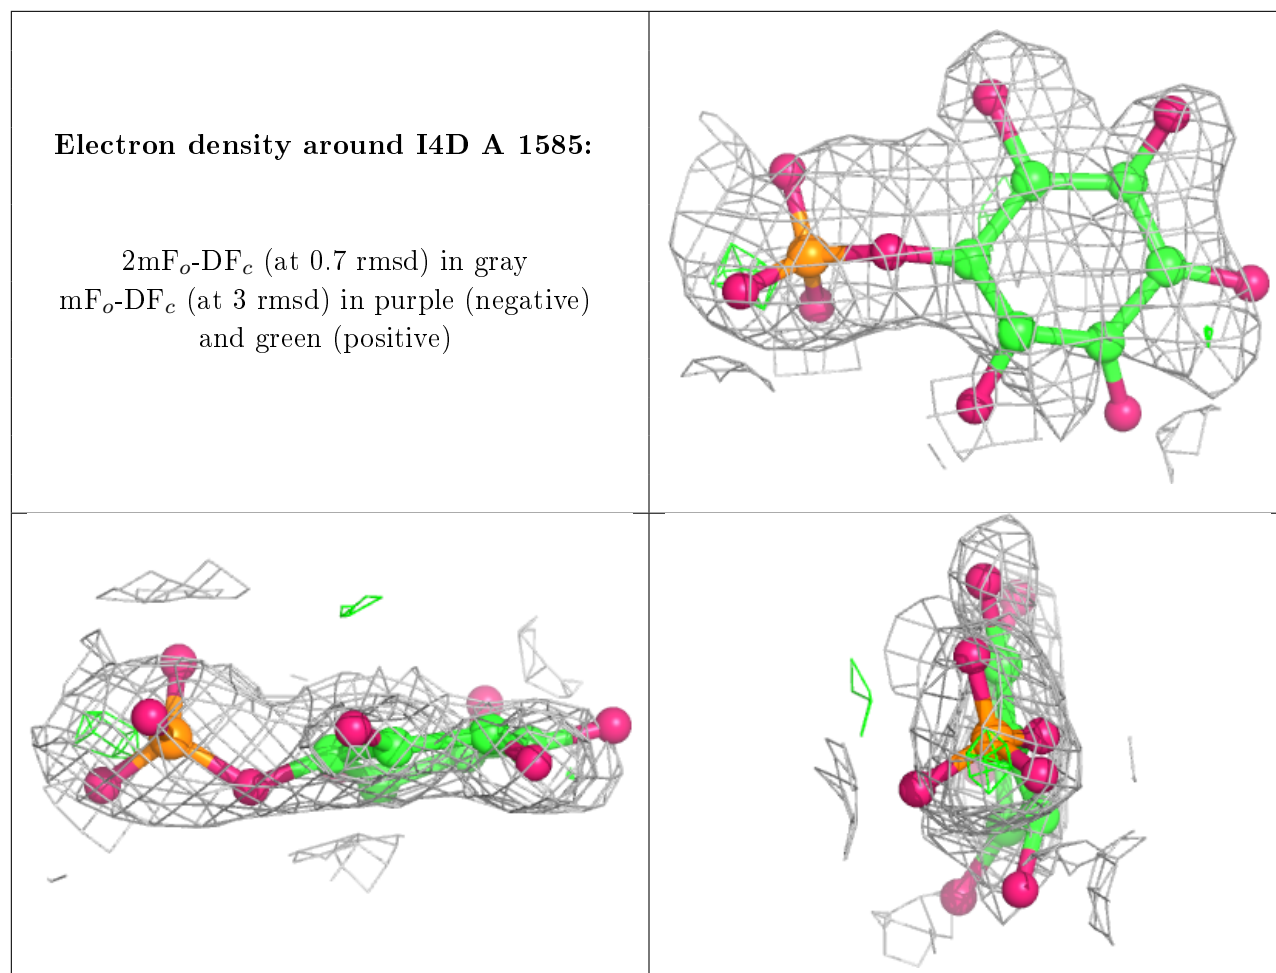 Electron density around I4D A 1585:
2mFo-DFc (at 0.7 rmsd) in gray
mFo-DFc (at 3 rmsd) in purple (negative)
and green (positive)